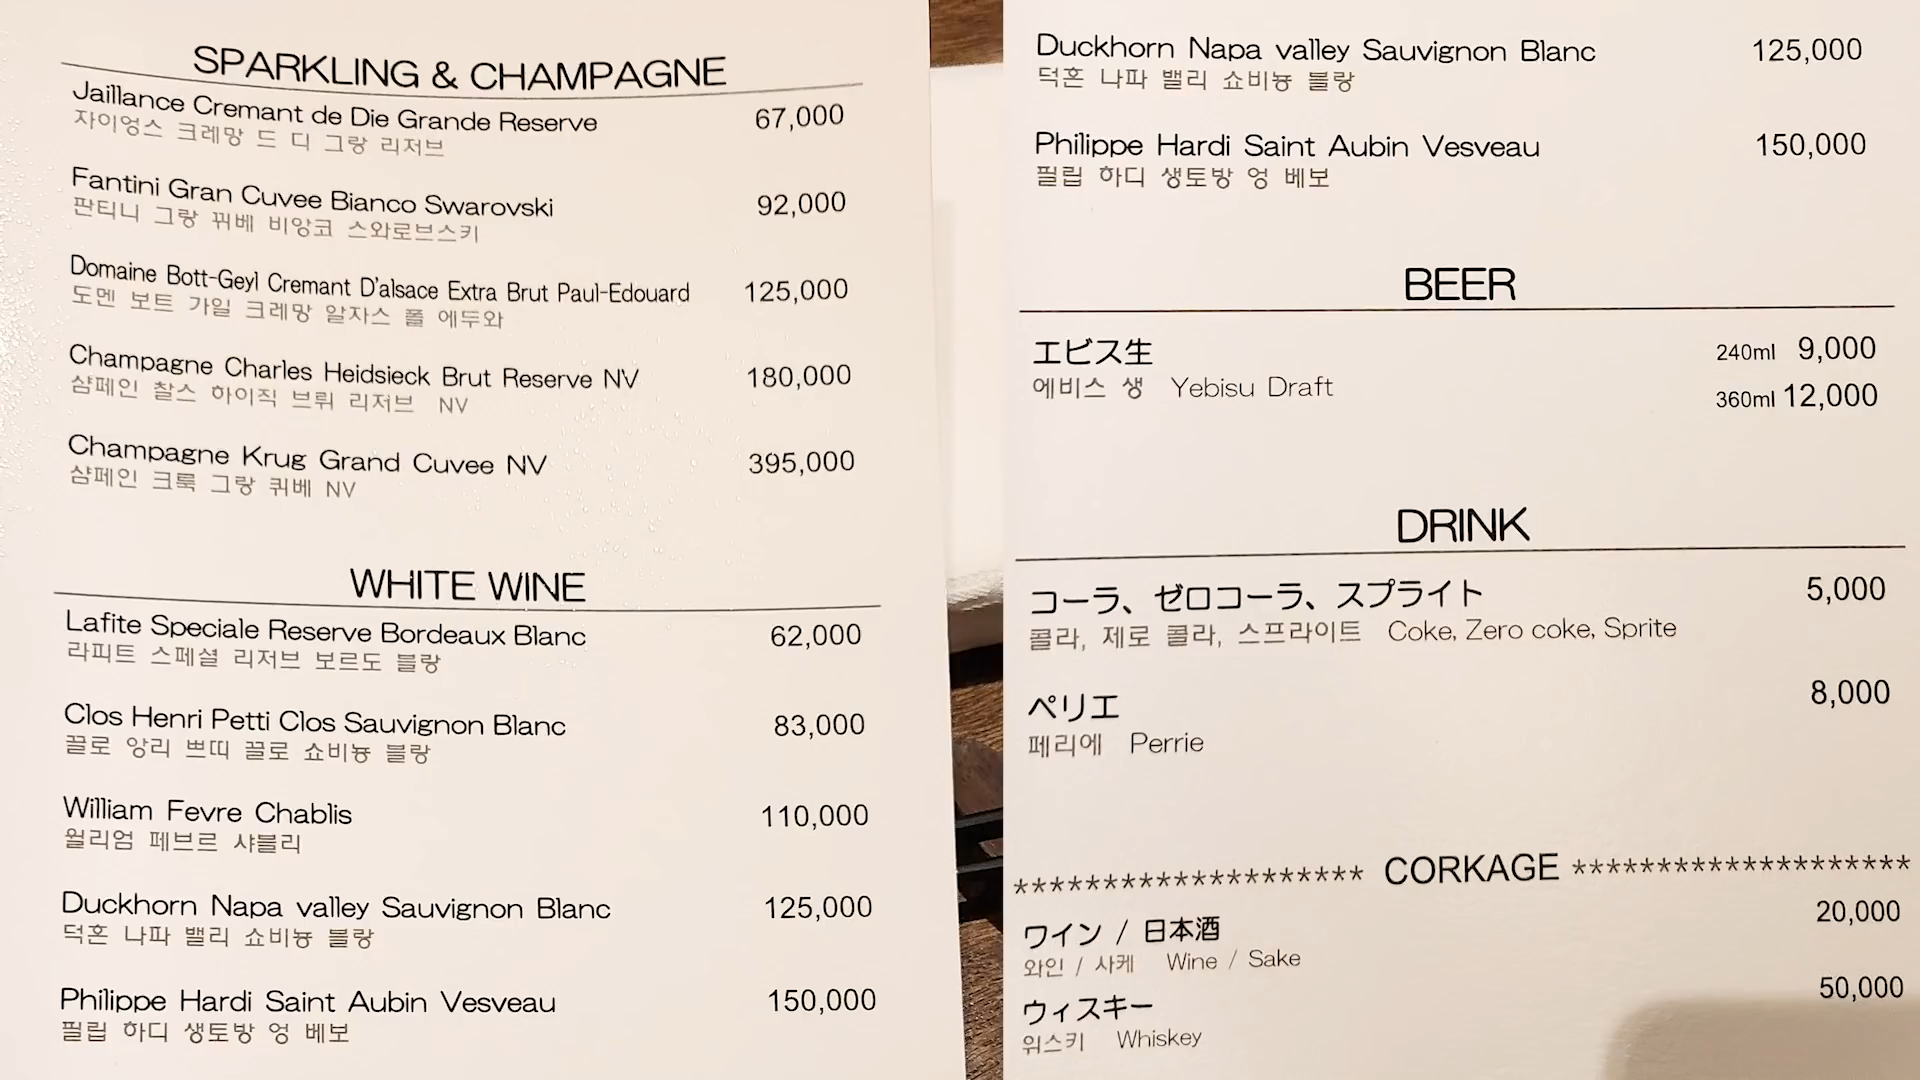 SPARKLING & CHAMPAGNE
Jaillance Cremant de Die Grande Reserve 67,000
자이엉스 크레망 드 디 그랑 리저브
Fantini Gran Cuvee Bianco Swarovski 92,000
판티니 그랑 뀌베 비앙코 스와로브스키
Domaine Bott-Geyl Cremant D'alsace Extra Brut Paul-Edouard 125,000
도멘 보트 가일 크레망 알자스 폴 에두와
Champagne Charles Heidsieck Brut Reserve NV 180,000
샴페인 찰스 하이직 브뤼 리저브 NV
Champagne Krug Grand Cuvee NV 395,000
샴페인 크룩 그랑 퀴베 NV
WHITE WINE
Lafite Speciale Reserve Bordeaux Blanc 62,000
라피트 스페셜 리저브 보르도 블랑
Clos Henri Petti Clos Sauvignon Blanc 83,000
끌로 앙리 쁘띠 끌로 쇼비뇽 블랑
William Fevre Chablis 110,000
윌리엄 페브르 샤블리
Duckhorn Napa valley Sauvignon Blanc 125,000
덕혼 나파 밸리 쇼비뇽 블랑
Philippe Hardi Saint Aubin Vesveau 150,000
필립 하디 생토방 엉 베보
Duckhorn Napa valley Sauvignon Blanc 125,000
덕혼 나파 밸리 쇼비뇽 블랑
Philippe Hardi Saint Aubin Vesveau 150,000
필립 하디 생토방 엉 베보
BEER
エビス生 240ml 9,000
에비스 생 Yebisu Draft 360ml 12,000
DRINK
コーラ、ゼロコーラ、スプライト 5,000
콜라, 제로 콜라, 스프라이트 Coke, Zero coke, Sprite
ペリエ 8,000
페리에 Perrie
******************** CORKAGE ********************
ワイン / 日本酒 20,000
와인 / 사케 Wine / Sake
ウィスキー 50,000
위스키 Whiskey